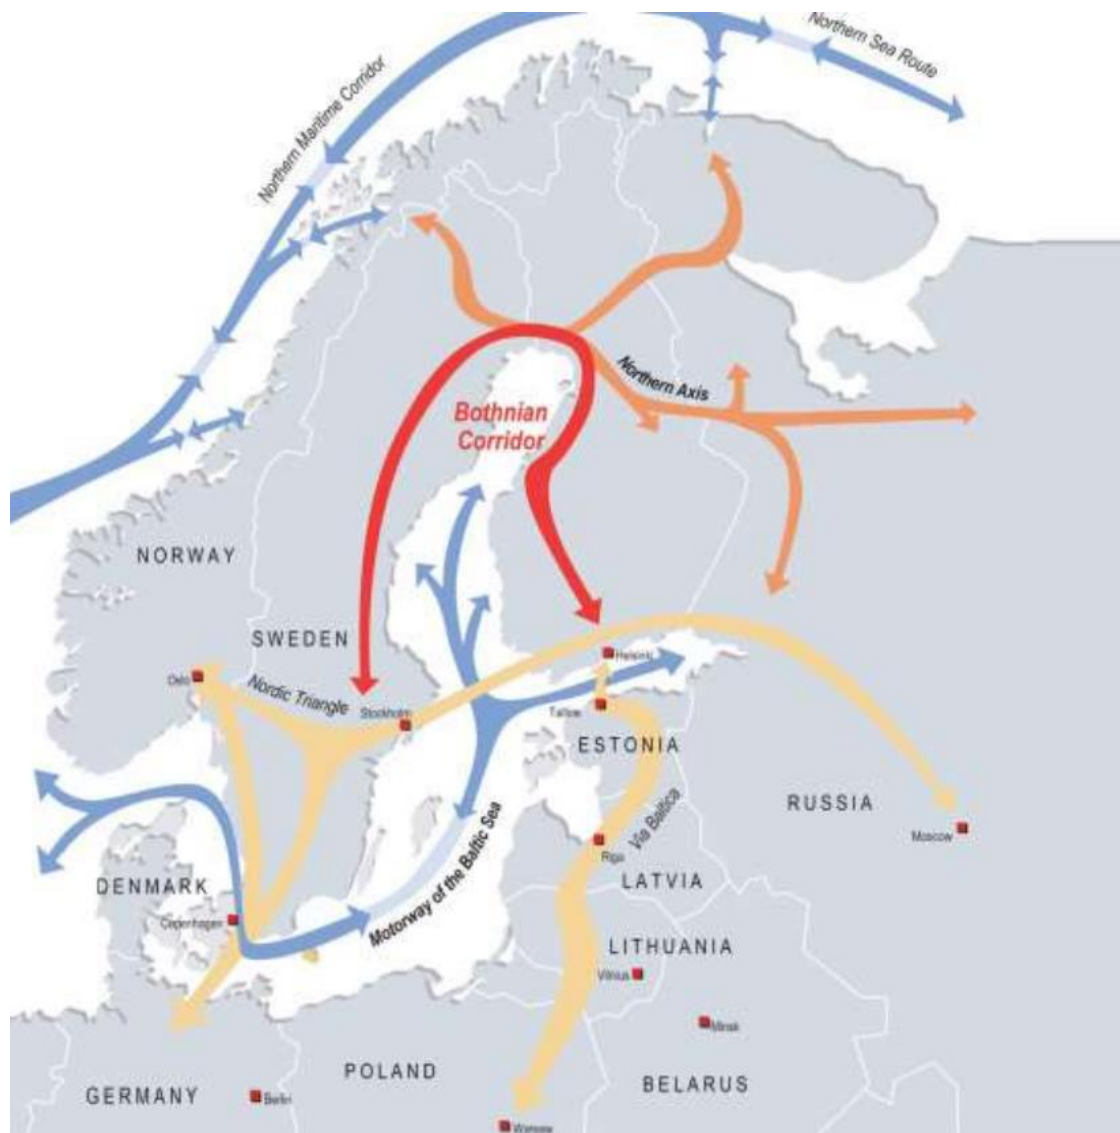 Northern Sea Route
Northern Maritime Corridor
Northern Axis
Bothnian
Corridor
NORWAY
SWEDEN
Helsinki
Oslo
Nordic Triangle
Stockholm
Tallinn
ESTONIA
RUSSIA
Via Baltica
Moscow
Riga
Motorway of the Baltic Sea
LATVIA
DENMARK
Copenhagen
LITHUANIA
Vilnius
Minsk
POLAND
BELARUS
GERMANY
Berlin
Warsaw